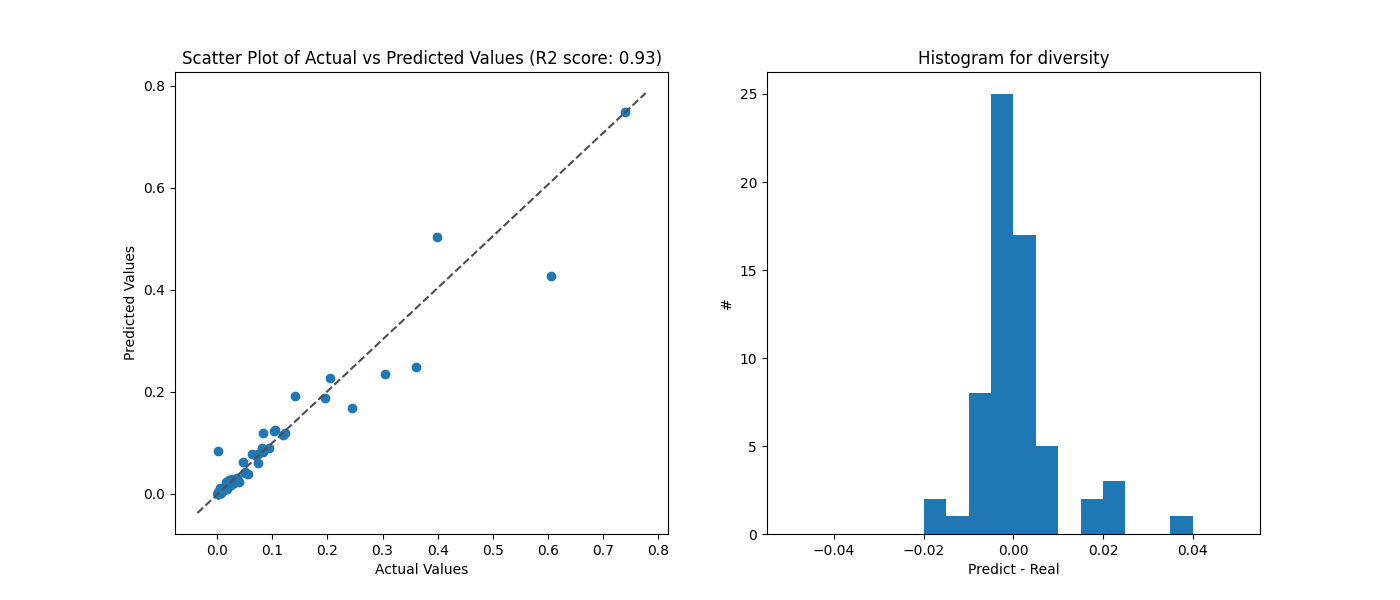 Scatter Plot of Actual vs Predicted Values (R2 score: 0.93)
0.8
0.6
0.4
0.2
0.0
Predicted Values
0.0 0.1 0.2 0.3 0.4 0.5 0.6 0.7 0.8
Actual Values
Histogram for diversity
25
20
15
10
5
0
#
−0.04 −0.02 0.00 0.02 0.04
Predict - Real